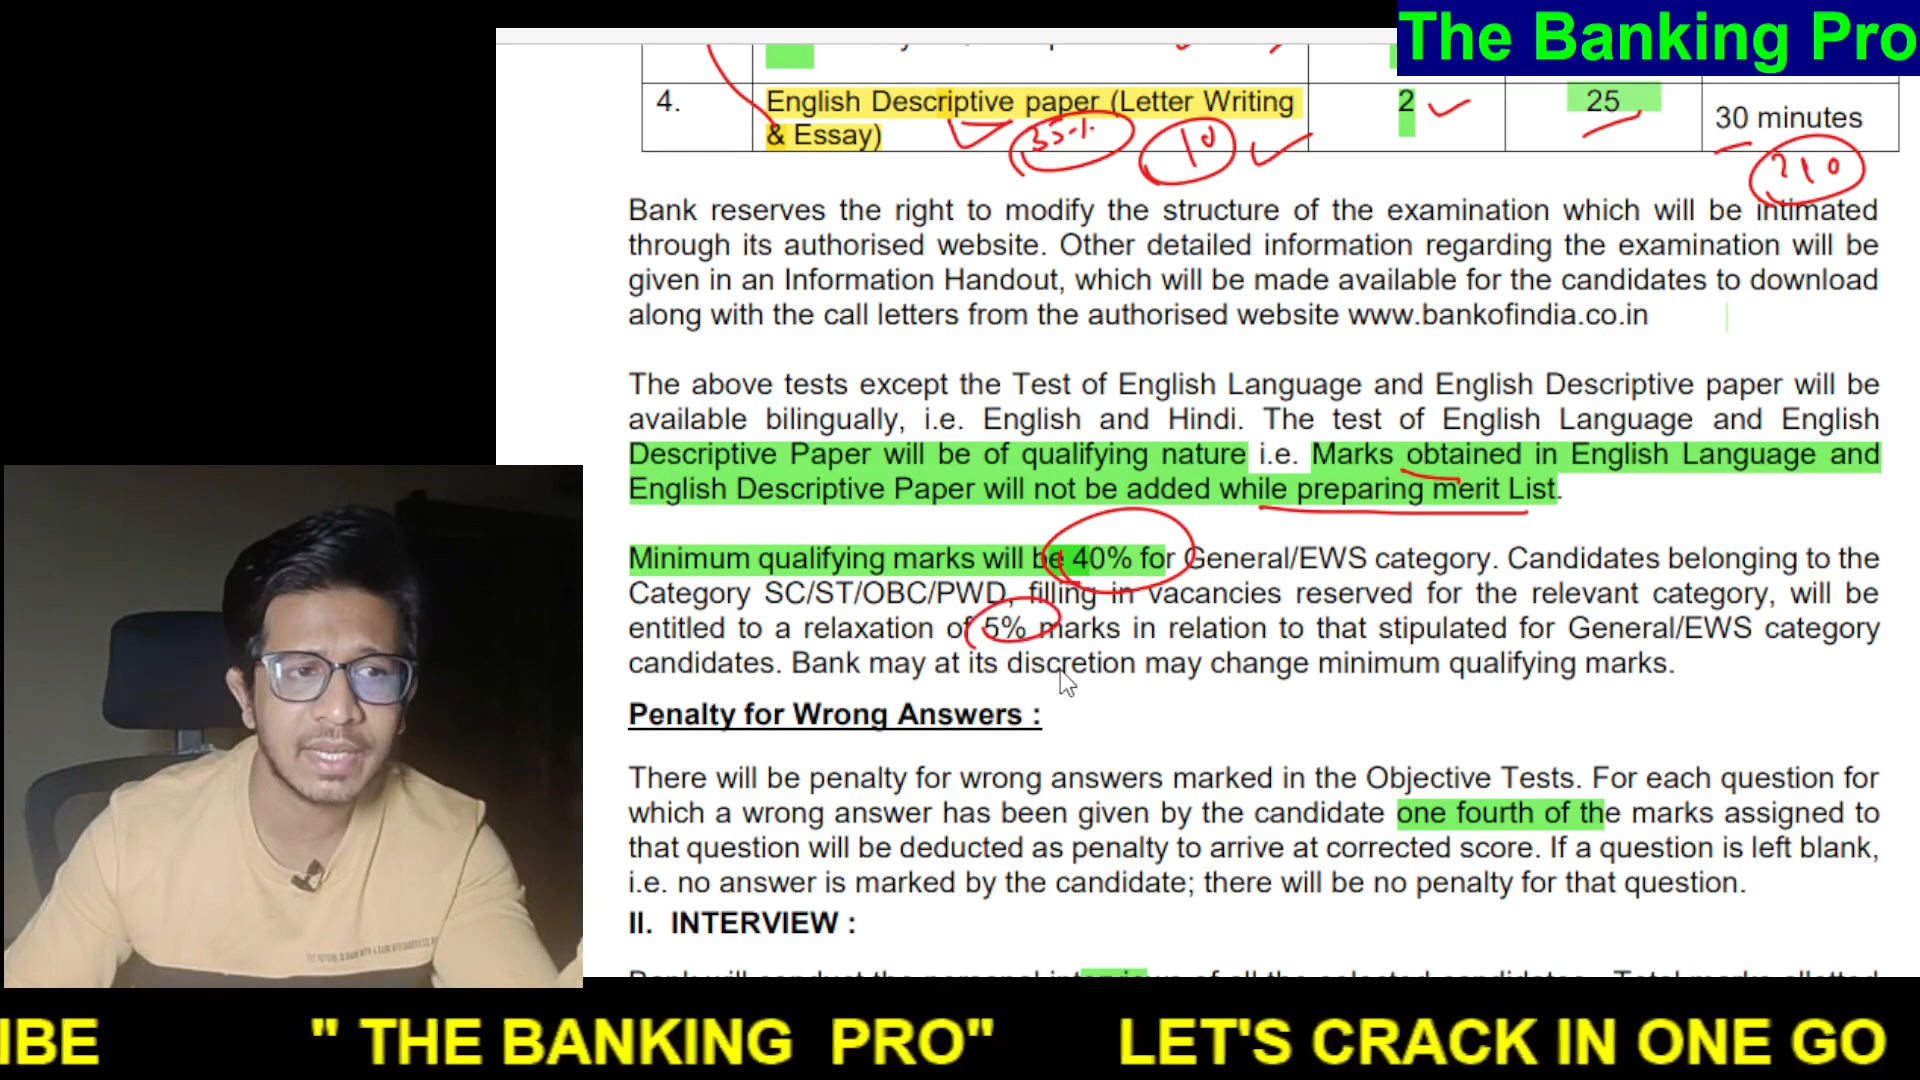 The Banking Pro
4.
English Descriptive paper (Letter Writing
& Essay)
2
25
30 minutes
35%
10
210
Bank reserves the right to modify the structure of the examination which will be intimated
through its authorised website. Other detailed information regarding the examination will be
given in an Information Handout, which will be made available for the candidates to download
along with the call letters from the authorised website www.bankofindia.co.in
The above tests except the Test of English Language and English Descriptive paper will be
available bilingually, i.e. English and Hindi. The test of English Language and English
Descriptive Paper will be of qualifying nature i.e. Marks obtained in English Language and
English Descriptive Paper will not be added while preparing merit List.
Minimum qualifying marks will be 40% for General/EWS category. Candidates belonging to the
Category SC/ST/OBC/PWD, filling in vacancies reserved for the relevant category, will be
entitled to a relaxation of 5% marks in relation to that stipulated for General/EWS category
candidates. Bank may at its discretion may change minimum qualifying marks.
Penalty for Wrong Answers :
There will be penalty for wrong answers marked in the Objective Tests. For each question for
which a wrong answer has been given by the candidate one fourth of the marks assigned to
that question will be deducted as penalty to arrive at corrected score. If a question is left blank,
i.e. no answer is marked by the candidate; there will be no penalty for that question.
II. INTERVIEW :
IBE " THE BANKING PRO" LET'S CRACK IN ONE GO